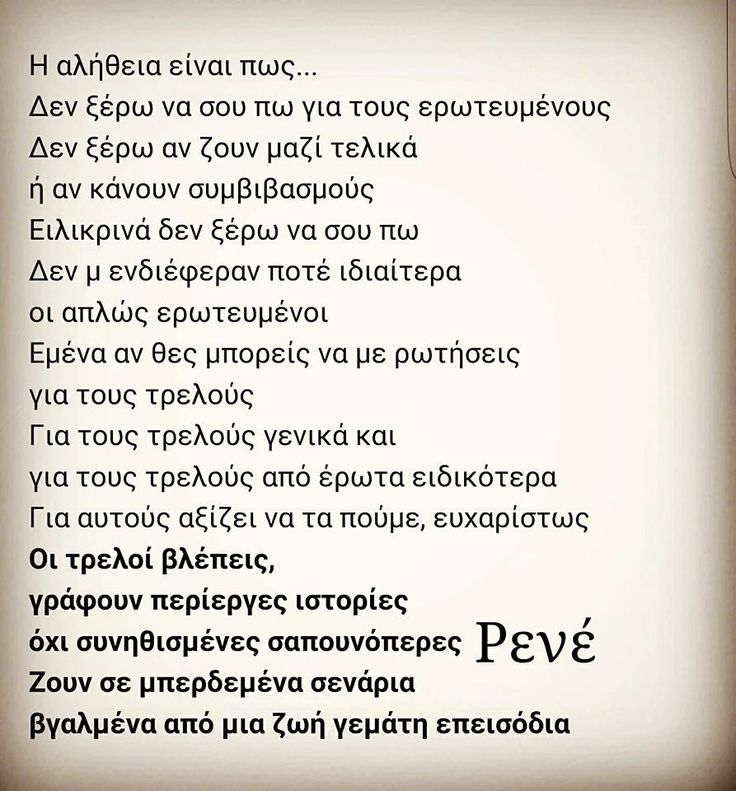 Η αλήθεια είναι πως...
Δεν ξέρω να σου πω για τους ερωτευμένους
Δεν ξέρω αν ζουν μαζί τελικά
ή αν κάνουν συμβιβασμούς
Ειλικρινά δεν ξέρω να σου πω
Δεν μ ενδιέφεραν ποτέ ιδιαίτερα
οι απλώς ερωτευμένοι
Εμένα αν θες μπορείς να με ρωτήσεις
για τους τρελούς
Για τους τρελούς γενικά και
για τους τρελούς από έρωτα ειδικότερα
Για αυτούς αξίζει να τα πούμε, ευχαρίστως
Οι τρελοί βλέπεις,
γράφουν περίεργες ιστορίες
όχι συνηθισμένες σαπουνόπερες Ρενέ
Ζουν σε μπερδεμένα σενάρια
βγαλμένα από μια ζωή γεμάτη επεισόδια